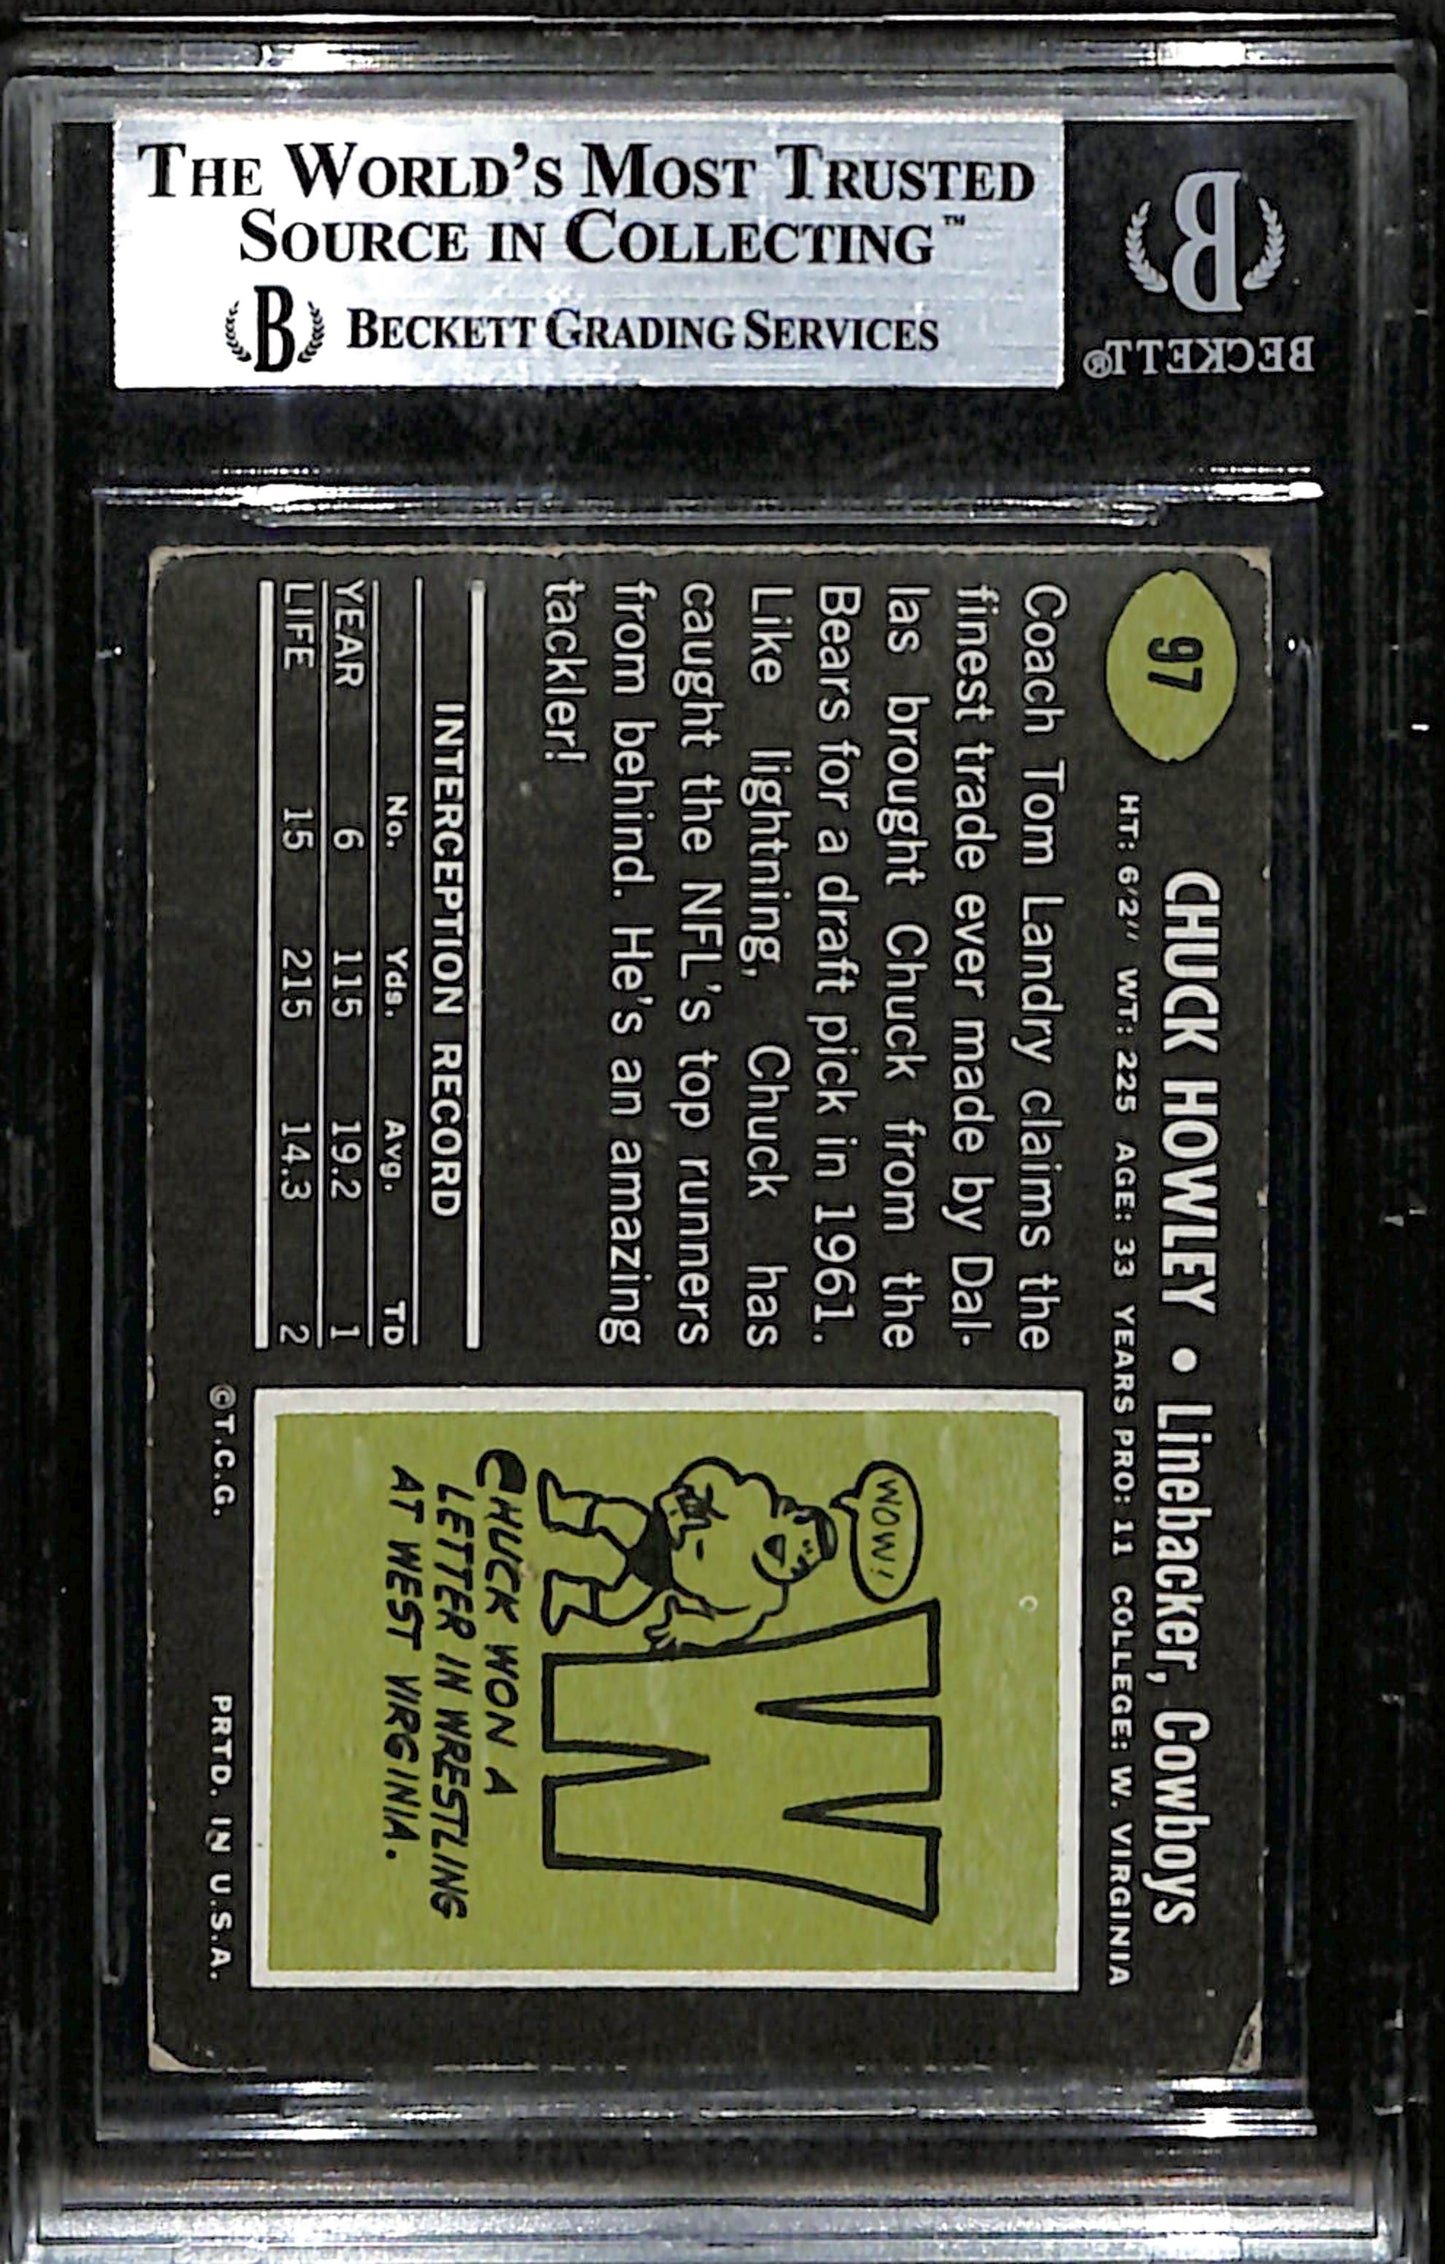 THE WORLD'S MOST TRUSTED
SOURCE IN COLLECTING™
B BECKETT GRADING SERVICES
B
BECKETT®
97
CHUCK HOWLEY • Linebacker, Cowboys
HT: 6'2" WT: 225 AGE: 33 YEARS PRO: 11 COLLEGE: W. VIRGINIA
Coach Tom Landry claims the
finest trade ever made by Dal-
las brought Chuck from the
Bears for a draft pick in 1961.
Like lightning, Chuck has
caught the NFL's top runners
from behind. He's an amazing
tackler!
INTERCEPTION RECORD
No. Yds. Avg. TD
YEAR 6 115 19.2 1
LIFE 15 215 14.3 2
WOW!
W
CHUCK WON A
LETTER IN WRESTLING
AT WEST VIRGINIA.
©T.C.G. PRTD. IN U.S.A.